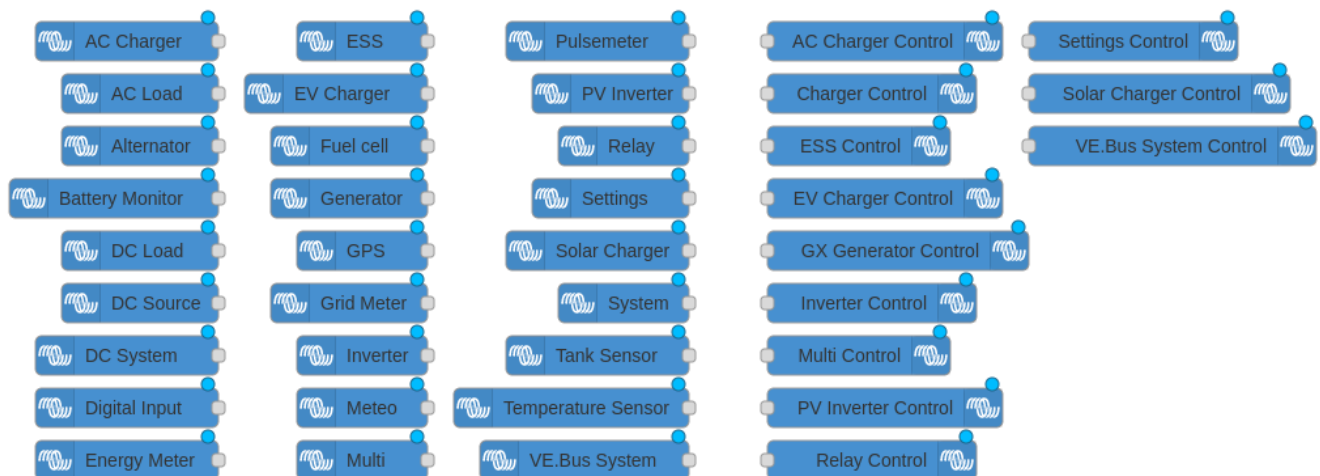 AC Charger
AC Load
Alternator
Battery Monitor
DC Load
DC Source
DC System
Digital Input
Energy Meter
ESS
EV Charger
Fuel cell
Generator
GPS
Grid Meter
Inverter
Meteo
Multi
Pulsemeter
PV Inverter
Relay
Settings
Solar Charger
System
Tank Sensor
Temperature Sensor
VE.Bus System
AC Charger Control
Charger Control
ESS Control
EV Charger Control
GX Generator Control
Inverter Control
Multi Control
PV Inverter Control
Relay Control
Settings Control
Solar Charger Control
VE.Bus System Control